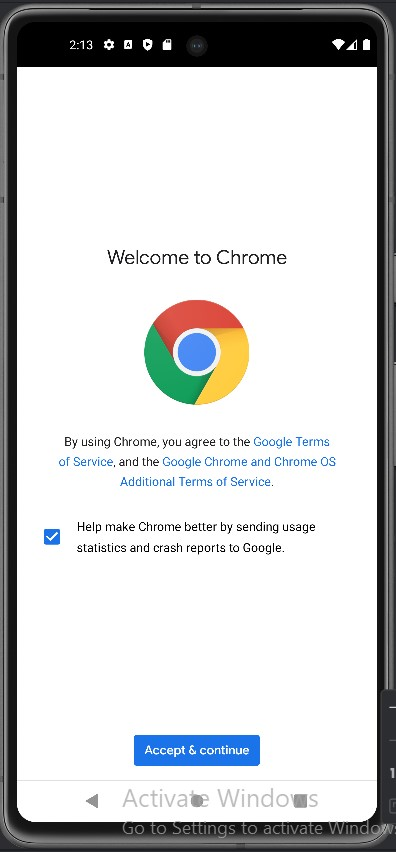 2:13
Welcome to Chrome
By using Chrome, you agree to the Google Terms
of Service, and the Google Chrome and Chrome OS
Additional Terms of Service.
Help make Chrome better by sending usage
statistics and crash reports to Google.
Accept & continue
Activate Windows
Go to Settings to activate Windows